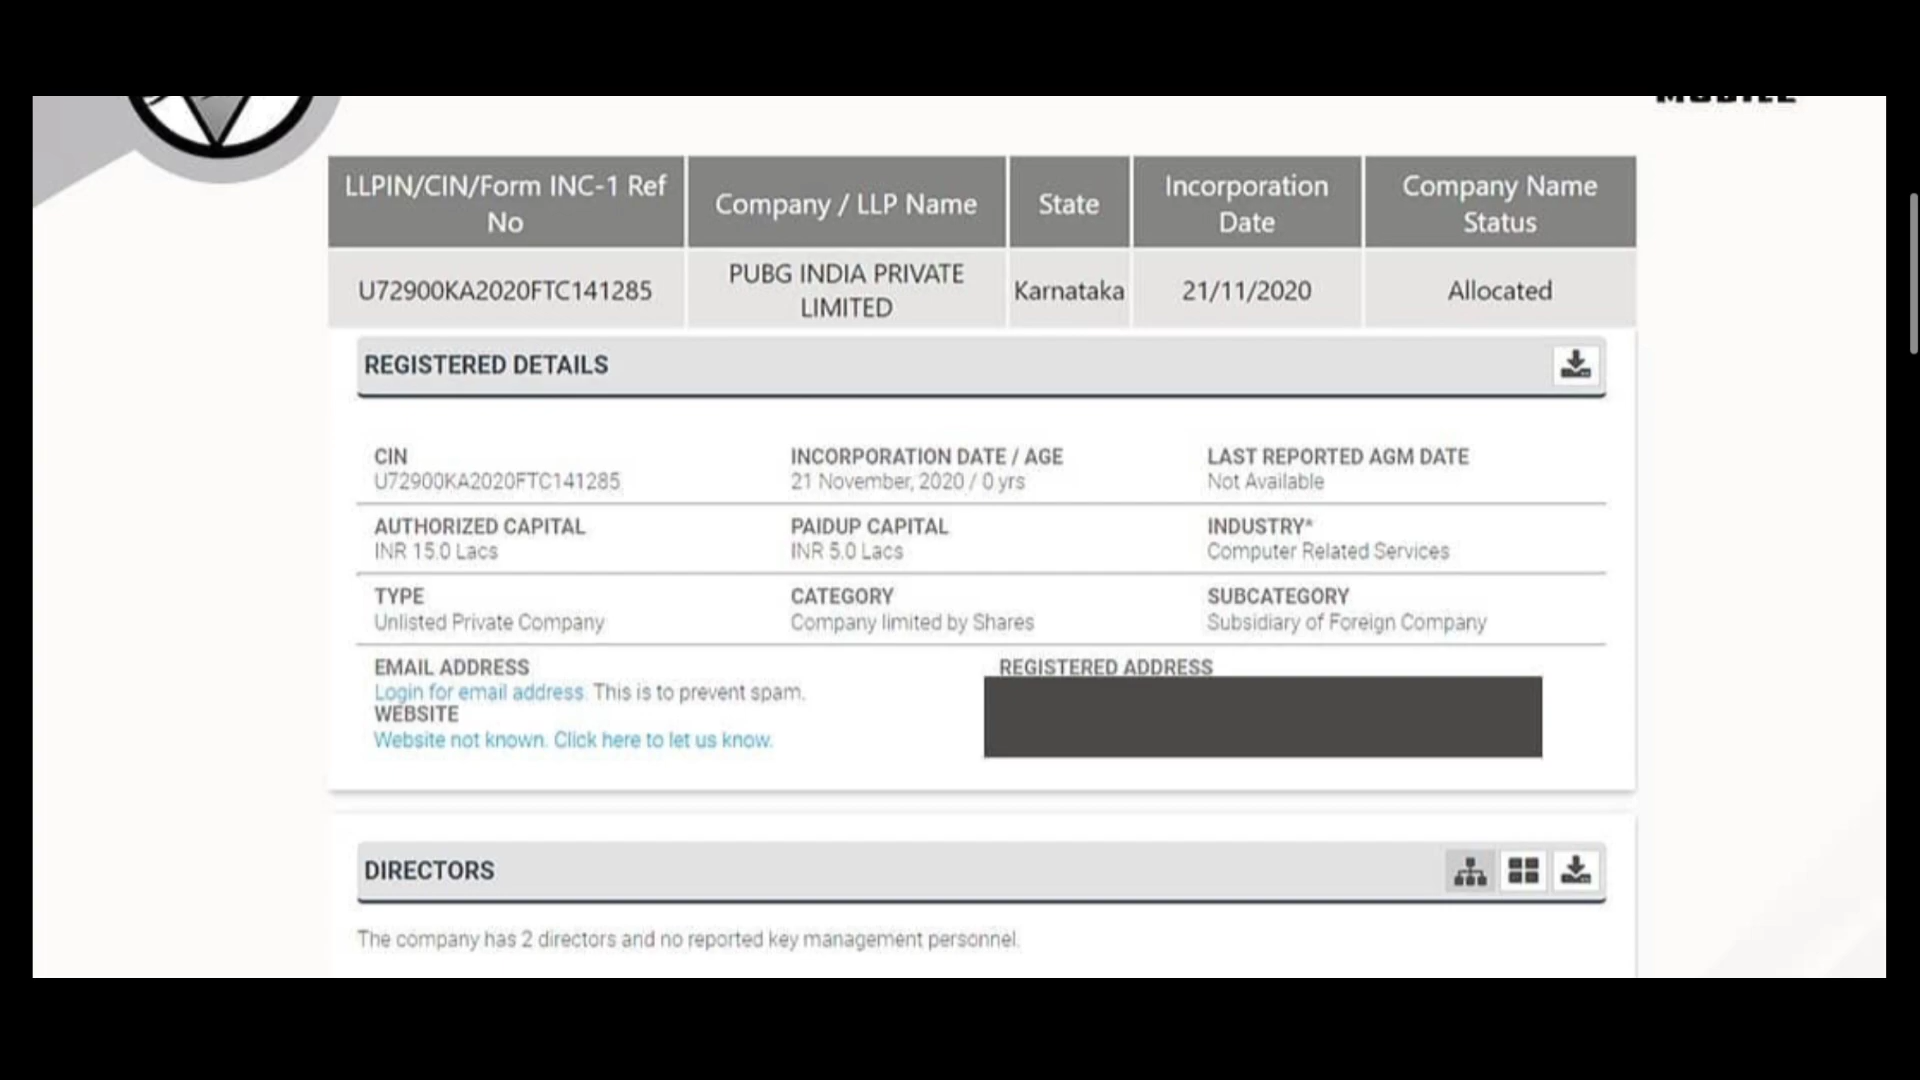 MOBILE
LLPIN/CIN/Form INC-1 Ref
No
Company / LLP Name
State
Incorporation
Date
Company Name
Status
U72900KA2020FTC141285
PUBG INDIA PRIVATE
LIMITED
Karnataka
21/11/2020
Allocated
REGISTERED DETAILS
CIN
U72900KA2020FTC141285
INCORPORATION DATE / AGE
21 November, 2020 / 0 yrs
LAST REPORTED AGM DATE
Not Available
AUTHORIZED CAPITAL
INR 15.0 Lacs
PAIDUP CAPITAL
INR 5.0 Lacs
INDUSTRY*
Computer Related Services
TYPE
Unlisted Private Company
CATEGORY
Company limited by Shares
SUBCATEGORY
Subsidiary of Foreign Company
EMAIL ADDRESS
Login for email address. This is to prevent spam.
WEBSITE
Website not known. Click here to let us know.
REGISTERED ADDRESS
DIRECTORS
The company has 2 directors and no reported key management personnel.